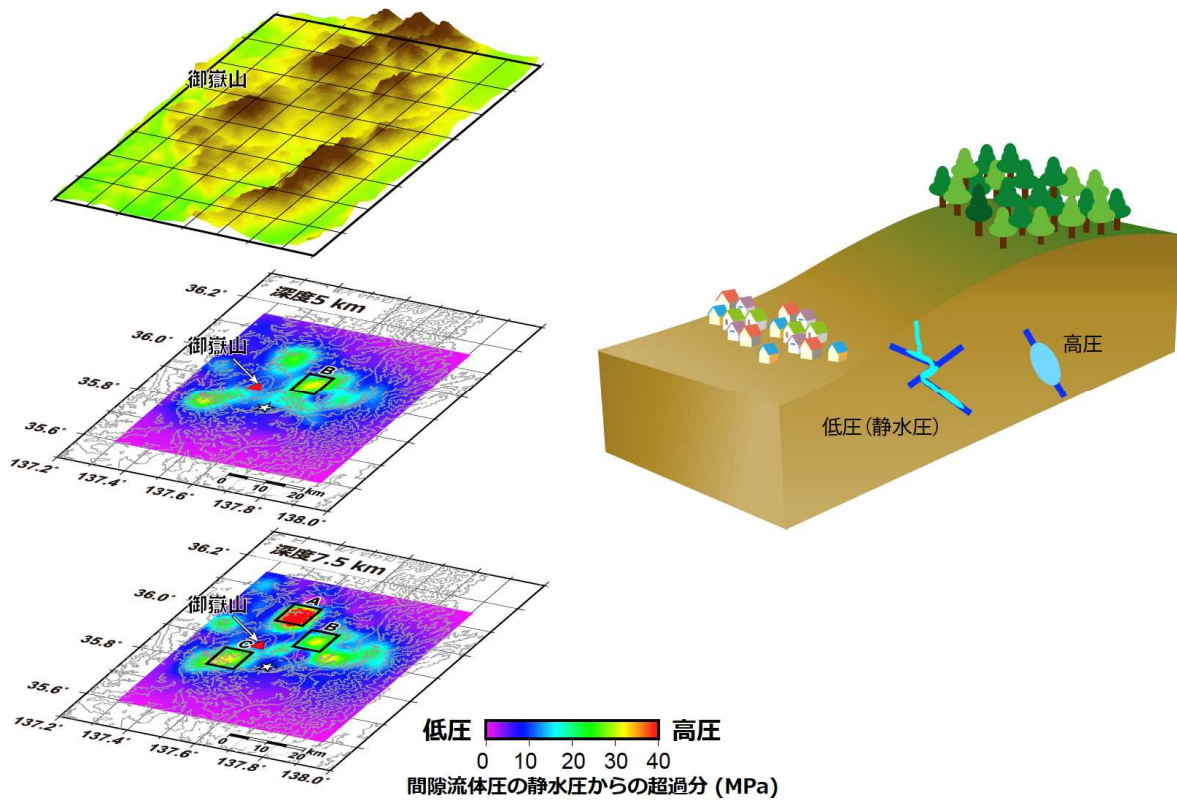 御嶽山
深度5 km
36.2°
36.0°
35.8°
35.6°
137.2°
137.4°
137.6°
137.8°
138.0°
御嶽山
B
0 10 20 km
深度7.5 km
36.2°
36.0°
35.8°
35.6°
137.2°
137.4°
137.6°
137.8°
138.0°
御嶽山
A
B
C
0 10 20 km
低圧 高圧
0 10 20 30 40
間隙流体圧の静水圧からの超過分 (MPa)
高圧
低圧(静水圧)